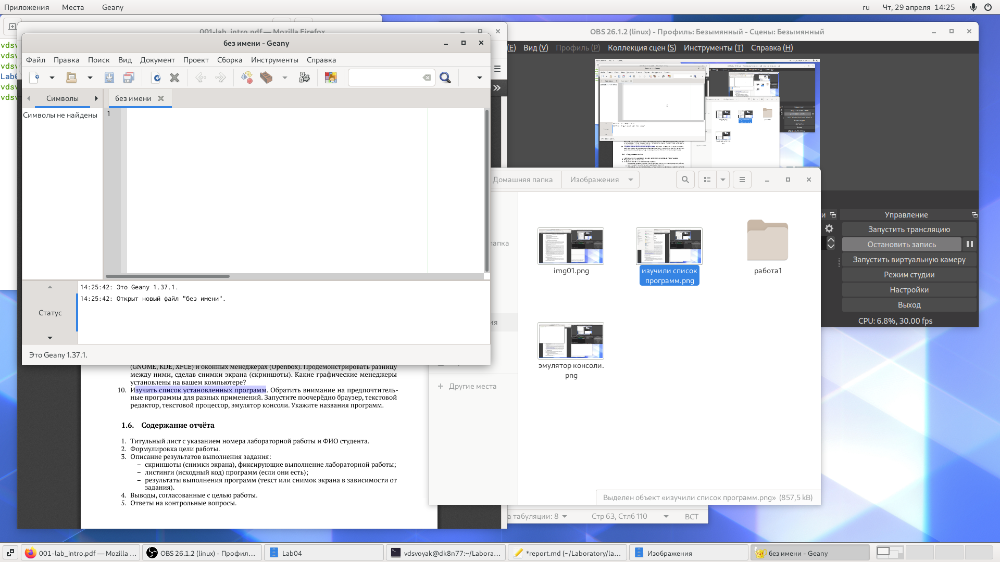 Приложения Места Geany ru Чт, 29 апреля 14:25
001-lab_intro.pdf — Mozilla Firefox
без имени - Geany
Файл Правка Поиск Вид Документ Проект Сборка Инструменты Справка
Символы
без имени
Символы не найдены
1
14:25:42: Это Geany 1.37.1.
14:25:42: Открыт новый файл "без имени".
Статус
Это Geany 1.37.1.
OBS 26.1.2 (linux) - Профиль: Безымянный - Сцены: Безымянный
(E) Вид (V) Профиль (P) Коллекция сцен (S) Инструменты (T) Справка (H)
Управление
Запустить трансляцию
Остановить запись
Запустить виртуальную камеру
Режим студии
Настройки
Выход
CPU: 6.8%, 30.00 fps
Домашняя папка Изображения
img01.png
изучили список
программ.png
работа1
эмулятор консоли.
png
Другие места
Выделен объект «изучили список программ.png» (857,5 kB)
(GNOME, KDE, XFCE) и оконных менеджерах (Openbox). Продемонстрировать разницу
между ними, сделав снимки экрана (скриншоты). Какие графические менеджеры
установлены на вашем компьютере?
10. Изучить список установленных программ. Обратить внимание на предпочтитель-
ные программы для разных применений. Запустите поочерёдно браузер, текстовой
редактор, текстовой процессор, эмулятор консоли. Укажите названия программ.
1.6. Содержание отчёта
1. Титульный лист с указанием номера лабораторной работы и ФИО студента.
2. Формулировка цели работы.
3. Описание результатов выполнения задания:
– скриншоты (снимки экрана), фиксирующие выполнение лабораторной работы;
– листинги (исходный код) программ (если они есть);
– результаты выполнения программ (текст или снимок экрана в зависимости от
задания).
4. Выводы, согласованные с целью работы.
5. Ответы на контрольные вопросы.
а табуляции: 8 Стр 63, Стлб 110 ВСТ
001-lab_intro.pdf — Mozilla ... OBS 26.1.2 (linux) - Профил... Lab04 vdsvoyak@dk8n77:~/Labora... *report.md (~/Laboratory/la... Изображения без имени - Geany